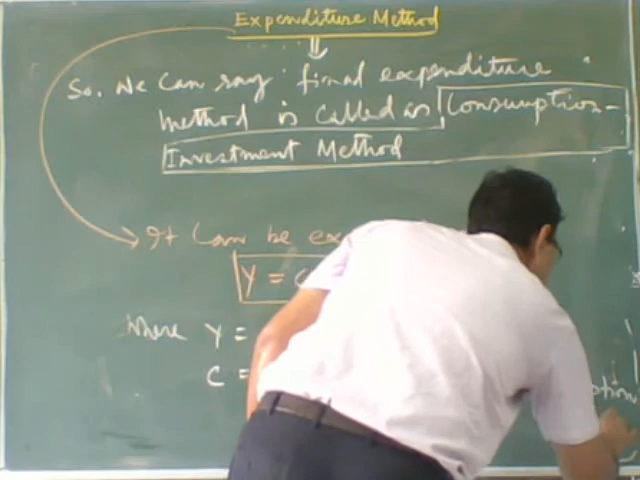 Expenditure Method
So, We can say final expenditure
method is called as Consumption-
Investment Method
It can be
Y = C
Where Y =
C =